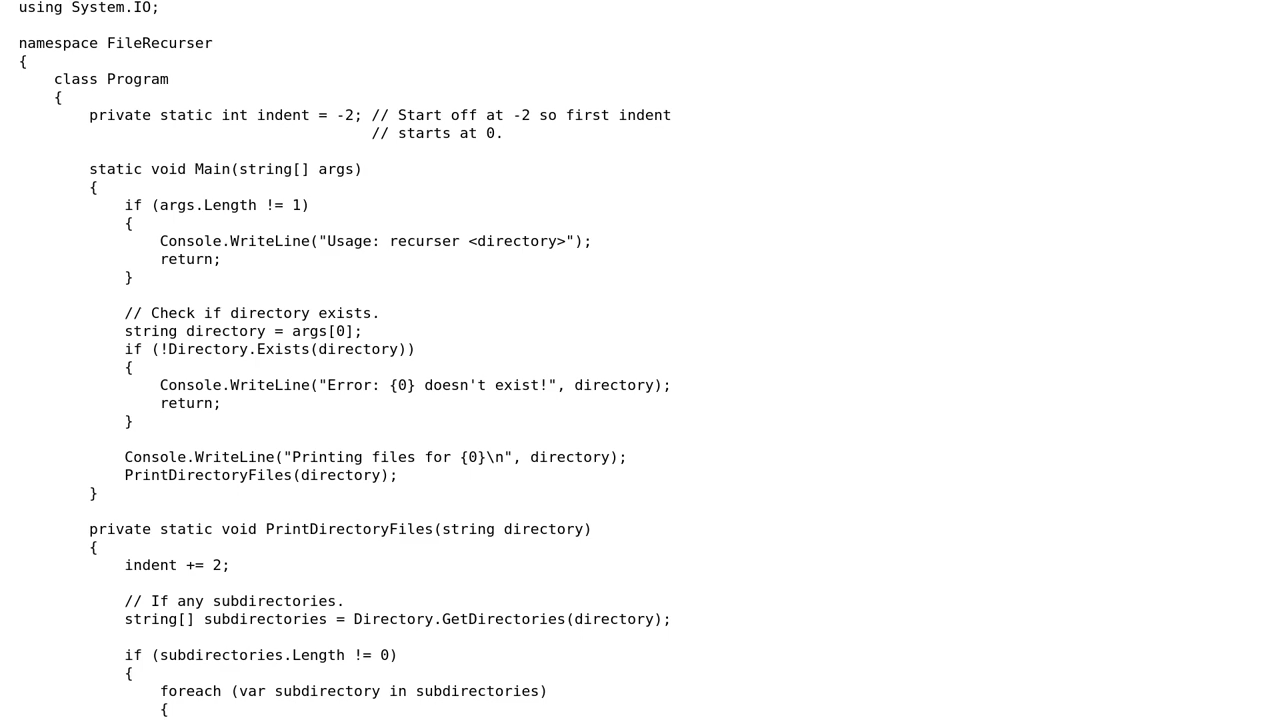 using System.IO;

namespace FileRecurser
{
    class Program
    {
        private static int indent = -2; // Start off at -2 so first indent
                                        // starts at 0.

        static void Main(string[] args)
        {
            if (args.Length != 1)
            {
                Console.WriteLine("Usage: recurser <directory>");
                return;
            }

            // Check if directory exists.
            string directory = args[0];
            if (!Directory.Exists(directory))
            {
                Console.WriteLine("Error: {0} doesn't exist!", directory);
                return;
            }

            Console.WriteLine("Printing files for {0}\n", directory);
            PrintDirectoryFiles(directory);
        }

        private static void PrintDirectoryFiles(string directory)
        {
            indent += 2;

            // If any subdirectories.
            string[] subdirectories = Directory.GetDirectories(directory);

            if (subdirectories.Length != 0)
            {
                foreach (var subdirectory in subdirectories)
                {